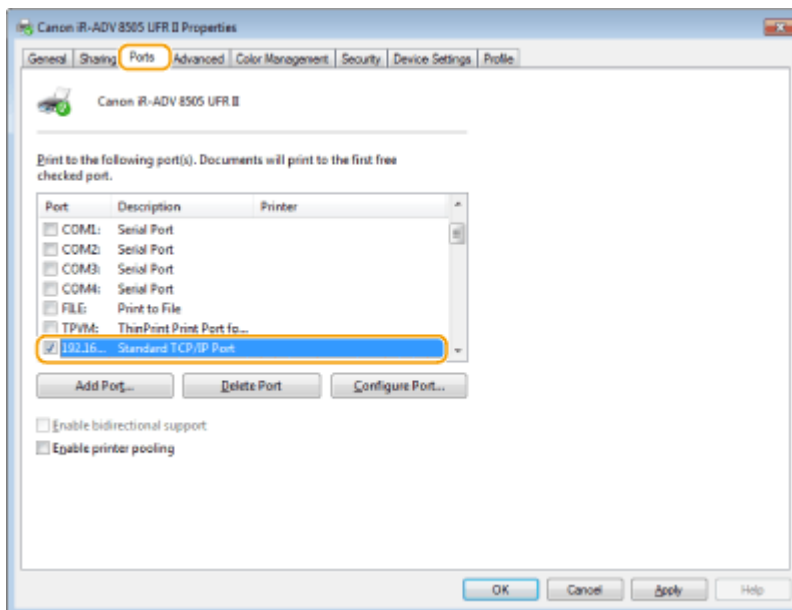 Canon iR-ADV 8505 UFR II Properties
General Sharing Ports Advanced Color Management Security Device Settings Profile
Canon iR-ADV 8505 UFR II
Print to the following port(s). Documents will print to the first free
checked port.
Port Description Printer
COM1: Serial Port
COM2: Serial Port
COM3: Serial Port
COM4: Serial Port
FILE: Print to File
TPVM: ThinPrint Print Port fo...
192.16... Standard TCP/IP Port
Add Port... Delete Port Configure Port...
Enable bidirectional support
Enable printer pooling
OK Cancel Apply Help